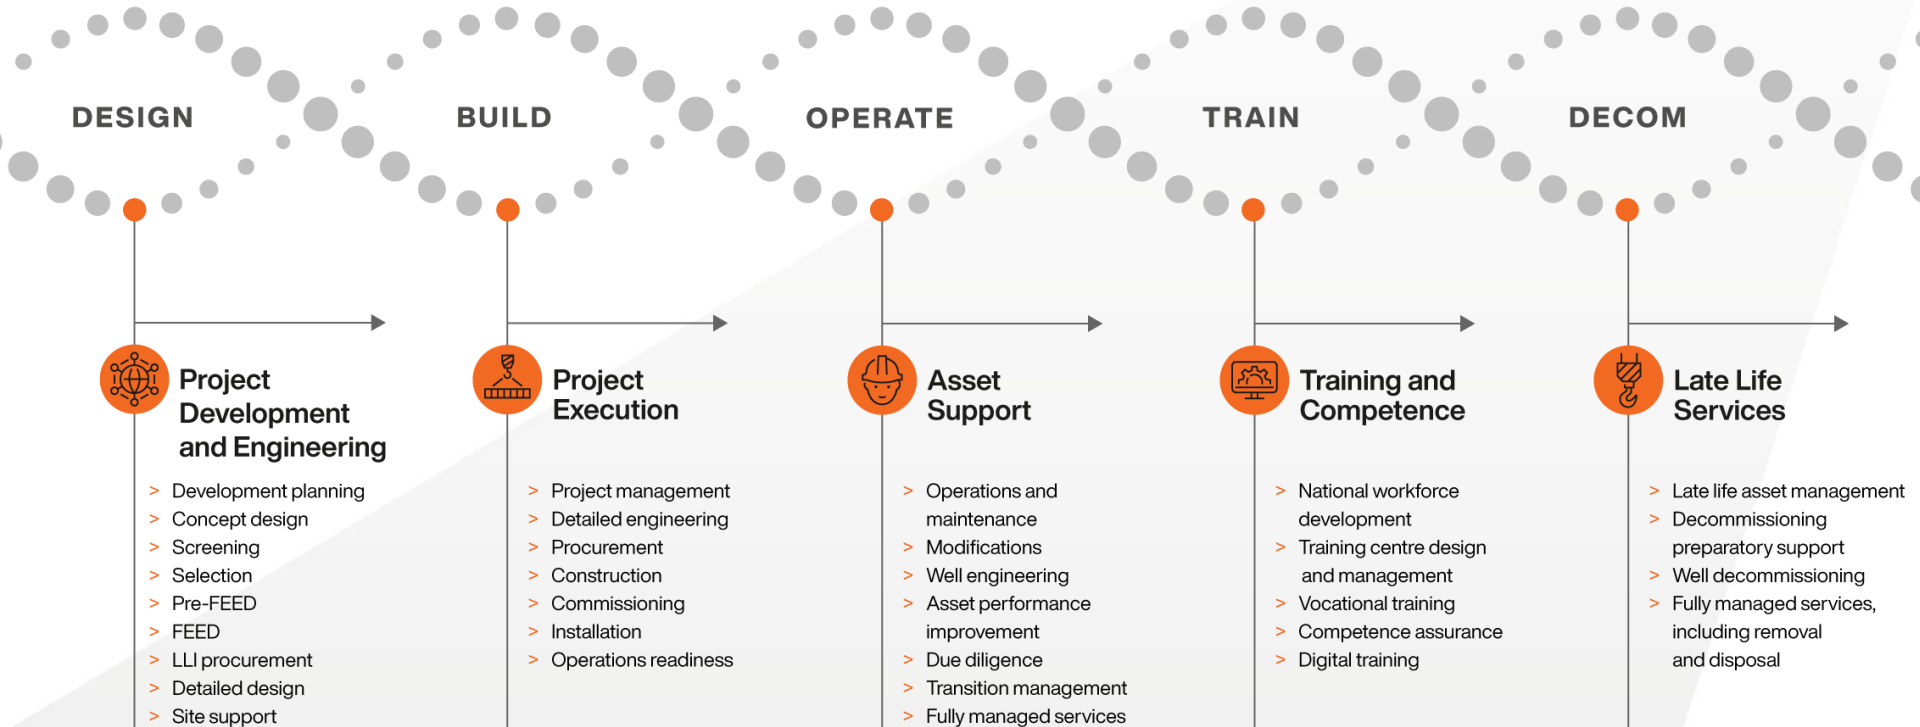 DESIGN
BUILD
OPERATE
TRAIN
DECOM
Project
Development
and Engineering
> Development planning
> Concept design
> Screening
> Selection
> Pre-FEED
> FEED
> LLI procurement
> Detailed design
> Site support
Project
Execution
> Project management
> Detailed engineering
> Procurement
> Construction
> Commissioning
> Installation
> Operations readiness
Asset
Support
> Operations and
maintenance
> Modifications
> Well engineering
> Asset performance
improvement
> Due diligence
> Transition management
> Fully managed services
Training and
Competence
> National workforce
development
> Training centre design
and management
> Vocational training
> Competence assurance
> Digital training
Late Life
Services
> Late life asset management
> Decommissioning
preparatory support
> Well decommissioning
> Fully managed services,
including removal
and disposal